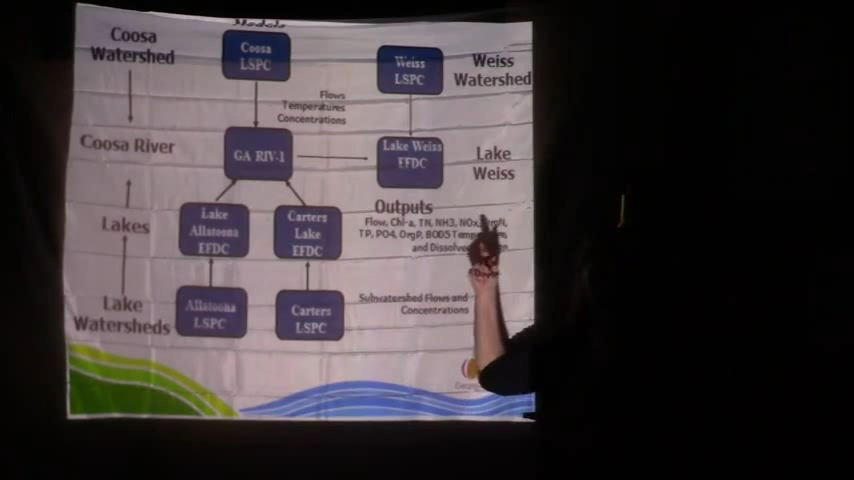 Models
Coosa
Watershed
Coosa
LSPC
Weiss
LSPC
Weiss
Watershed
Flows
Temperatures
Concentrations
Coosa River
GA RIV-1
Lake Weiss
EFDC
Lake
Weiss
Outputs
Flow, Chl-a, TN, NH3, NOx,
TP, PO4, OrgP, BOD5
and
Lakes
Lake
Allatoona
EFDC
Carters
Lake
EFDC
Lake
Watersheds
Allatoona
LSPC
Carters
LSPC
Subwatershed Flows and
Concentrations